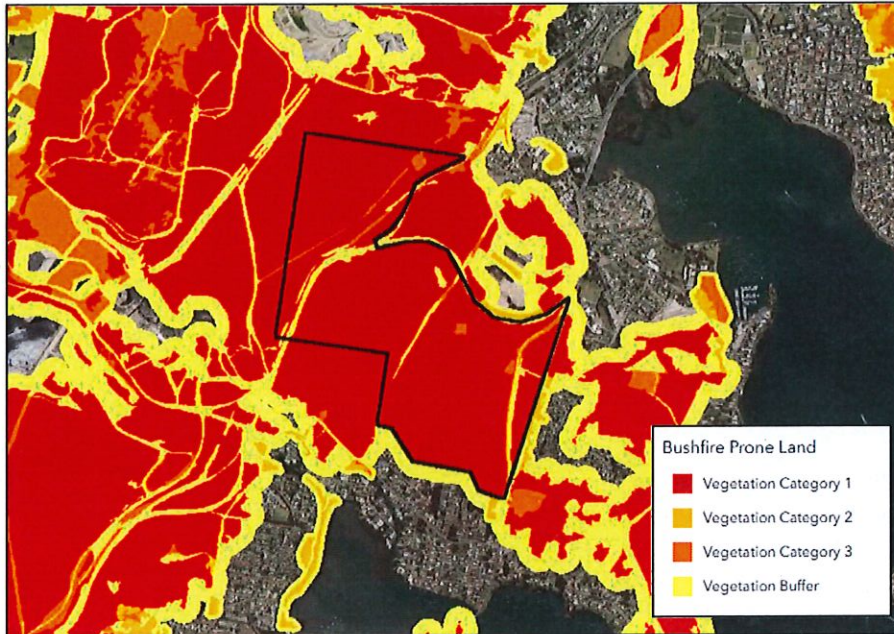 Bushfire Prone Land
Vegetation Category 1
Vegetation Category 2
Vegetation Category 3
Vegetation Buffer